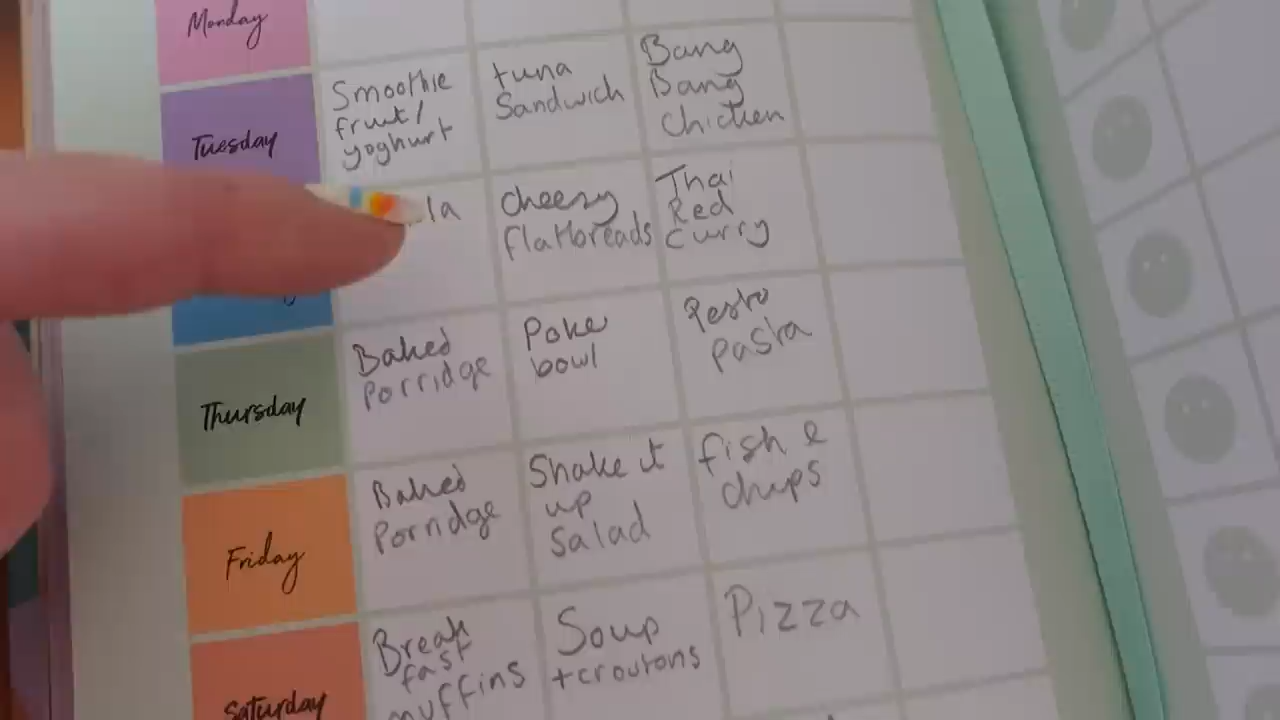 Monday
Tuesday
Smoothie
fruit/
yoghurt
tuna
Sandwich
Bang
Bang
Chicken
la
cheesy
flatbreads
Thai
Red
curry
Thursday
Baked
Porridge
Poke
bowl
Pesto
pasta
Friday
Baked
Porridge
Shake it
up
salad
fish &
chips
Saturday
Break
fast
muffins
Soup
+croutons
Pizza